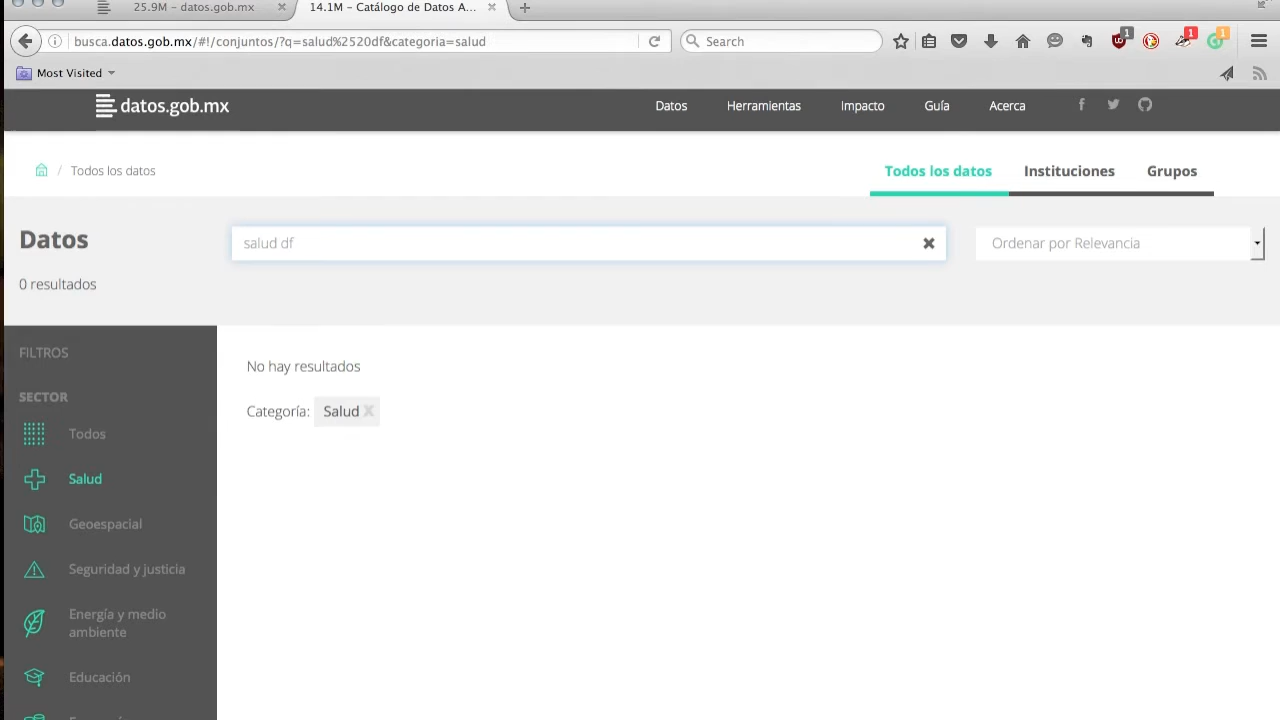 25.9M – datos.gob.mx
14.1M – Catálogo de Datos A...
busca.datos.gob.mx/#!/conjuntos/?q=salud%2520df&categoria=salud
Search
1
1
1
Most Visited
datos.gob.mx
Datos
Herramientas
Impacto
Guía
Acerca
/ Todos los datos
Todos los datos
Instituciones
Grupos
Datos
salud df
Ordenar por Relevancia
0 resultados
FILTROS
No hay resultados
SECTOR
Categoría: Salud
Todos
Salud
Geoespacial
Seguridad y justicia
Energía y medio
ambiente
Educación